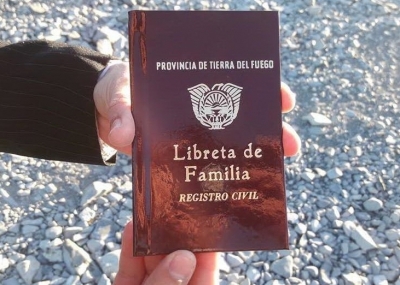 PROVINCIA DE TIERRA DEL FUEGO
Libreta de
Familia
REGISTRO CIVIL